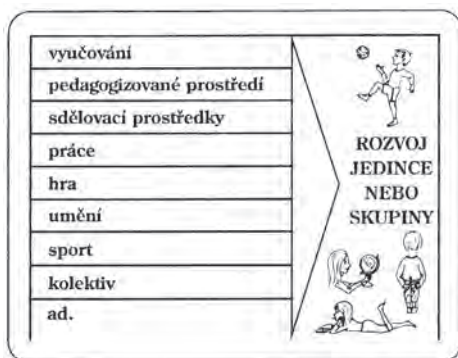 vyučování
pedagogizované prostředí
sdělovací prostředky
práce
hra
umění
sport
kolektiv
ad.
ROZVOJ
JEDINCE
NEBO
SKUPINY